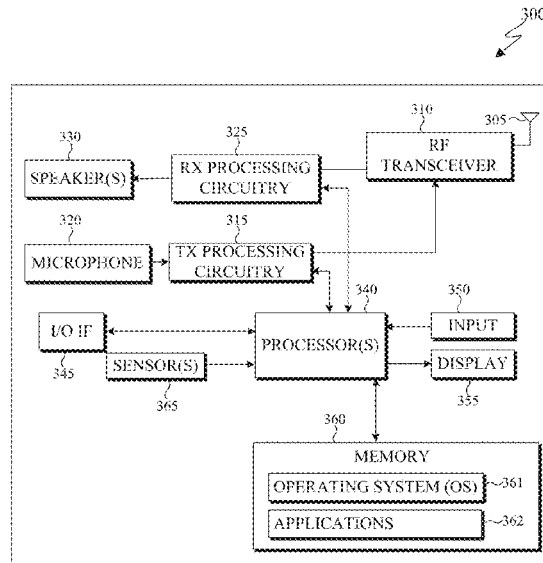 300
330
325
310
305
SPEAKER(S)
RX PROCESSING
CIRCUITRY
RF
TRANSCEIVER
320
315
MICROPHONE
TX PROCESSING
CIRCUITRY
340
350
I/O IF
PROCESSOR(S)
INPUT
345
SENSOR(S)
DISPLAY
365
355
360
MEMORY
OPERATING SYSTEM (OS)
361
APPLICATIONS
362